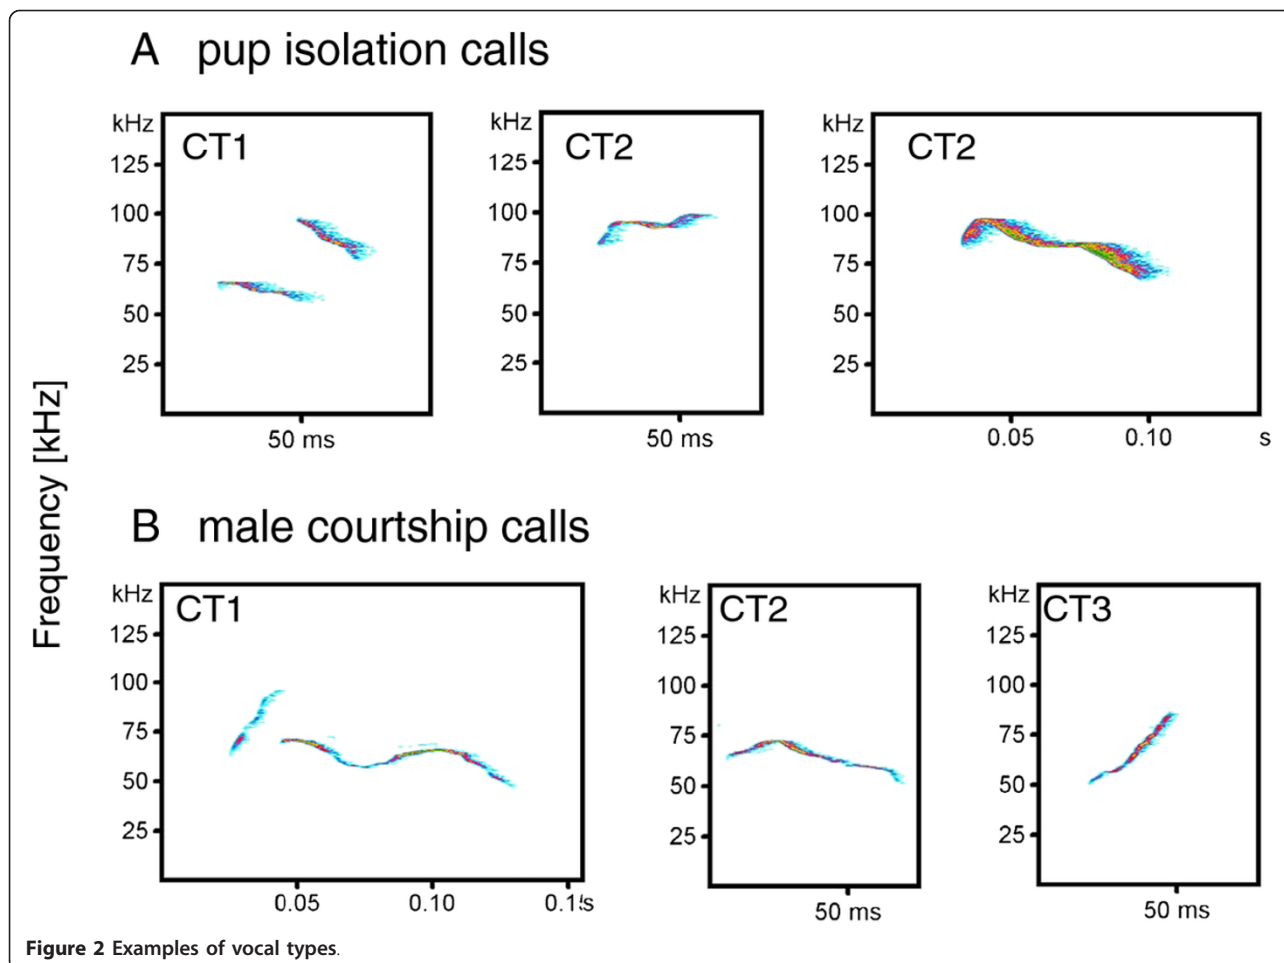 A pup isolation calls
kHz CT1 kHz CT2 kHz CT2
125 125 125
100 100 100
75 75 75
50 50 50
25 25 25
50 ms 50 ms 0.05 0.10 s
Frequency [kHz]
B male courtship calls
kHz CT1 kHz CT2 kHz CT3
125 125 125
100 100 100
75 75 75
50 50 50
25 25 25
0.05 0.10 s 50 ms 50 ms
Figure 2 Examples of vocal types.